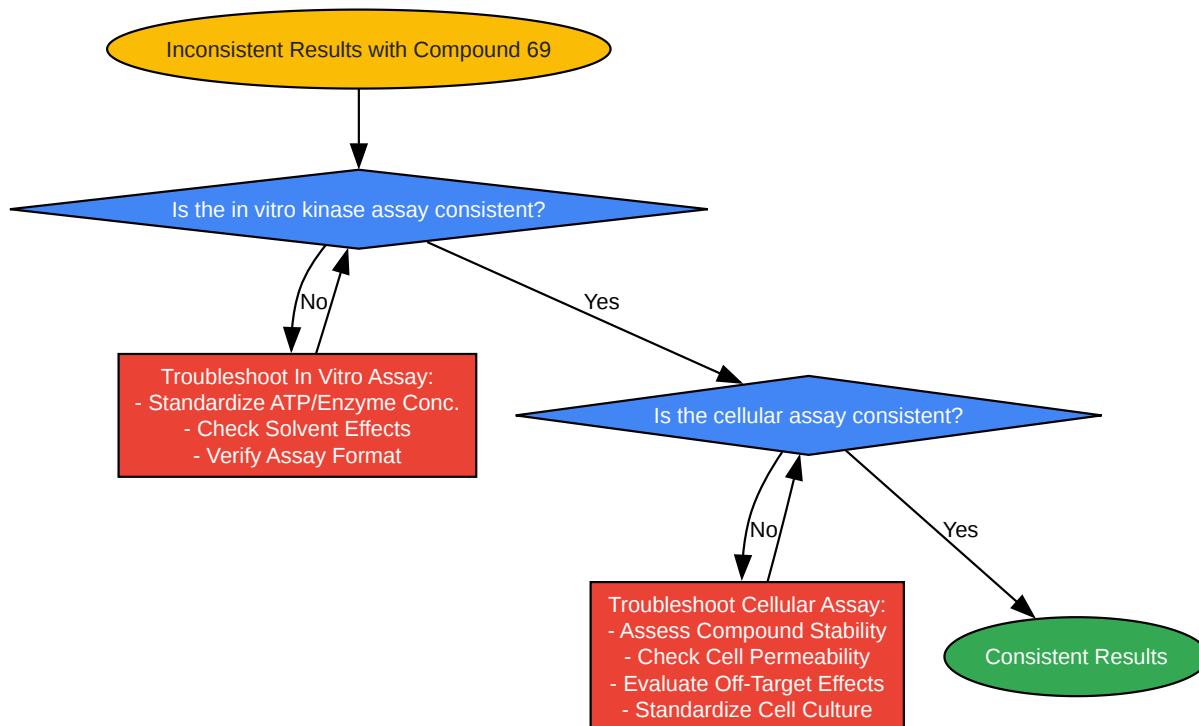 Inconsistent Results with Compound 69
Is the in vitro kinase assay consistent?
No
Yes
Troubleshoot In Vitro Assay:
- Standardize ATP/Enzyme Conc.
- Check Solvent Effects
- Verify Assay Format
Is the cellular assay consistent?
No
Yes
Troubleshoot Cellular Assay:
- Assess Compound Stability
- Check Cell Permeability
- Evaluate Off-Target Effects
- Standardize Cell Culture
Consistent Results